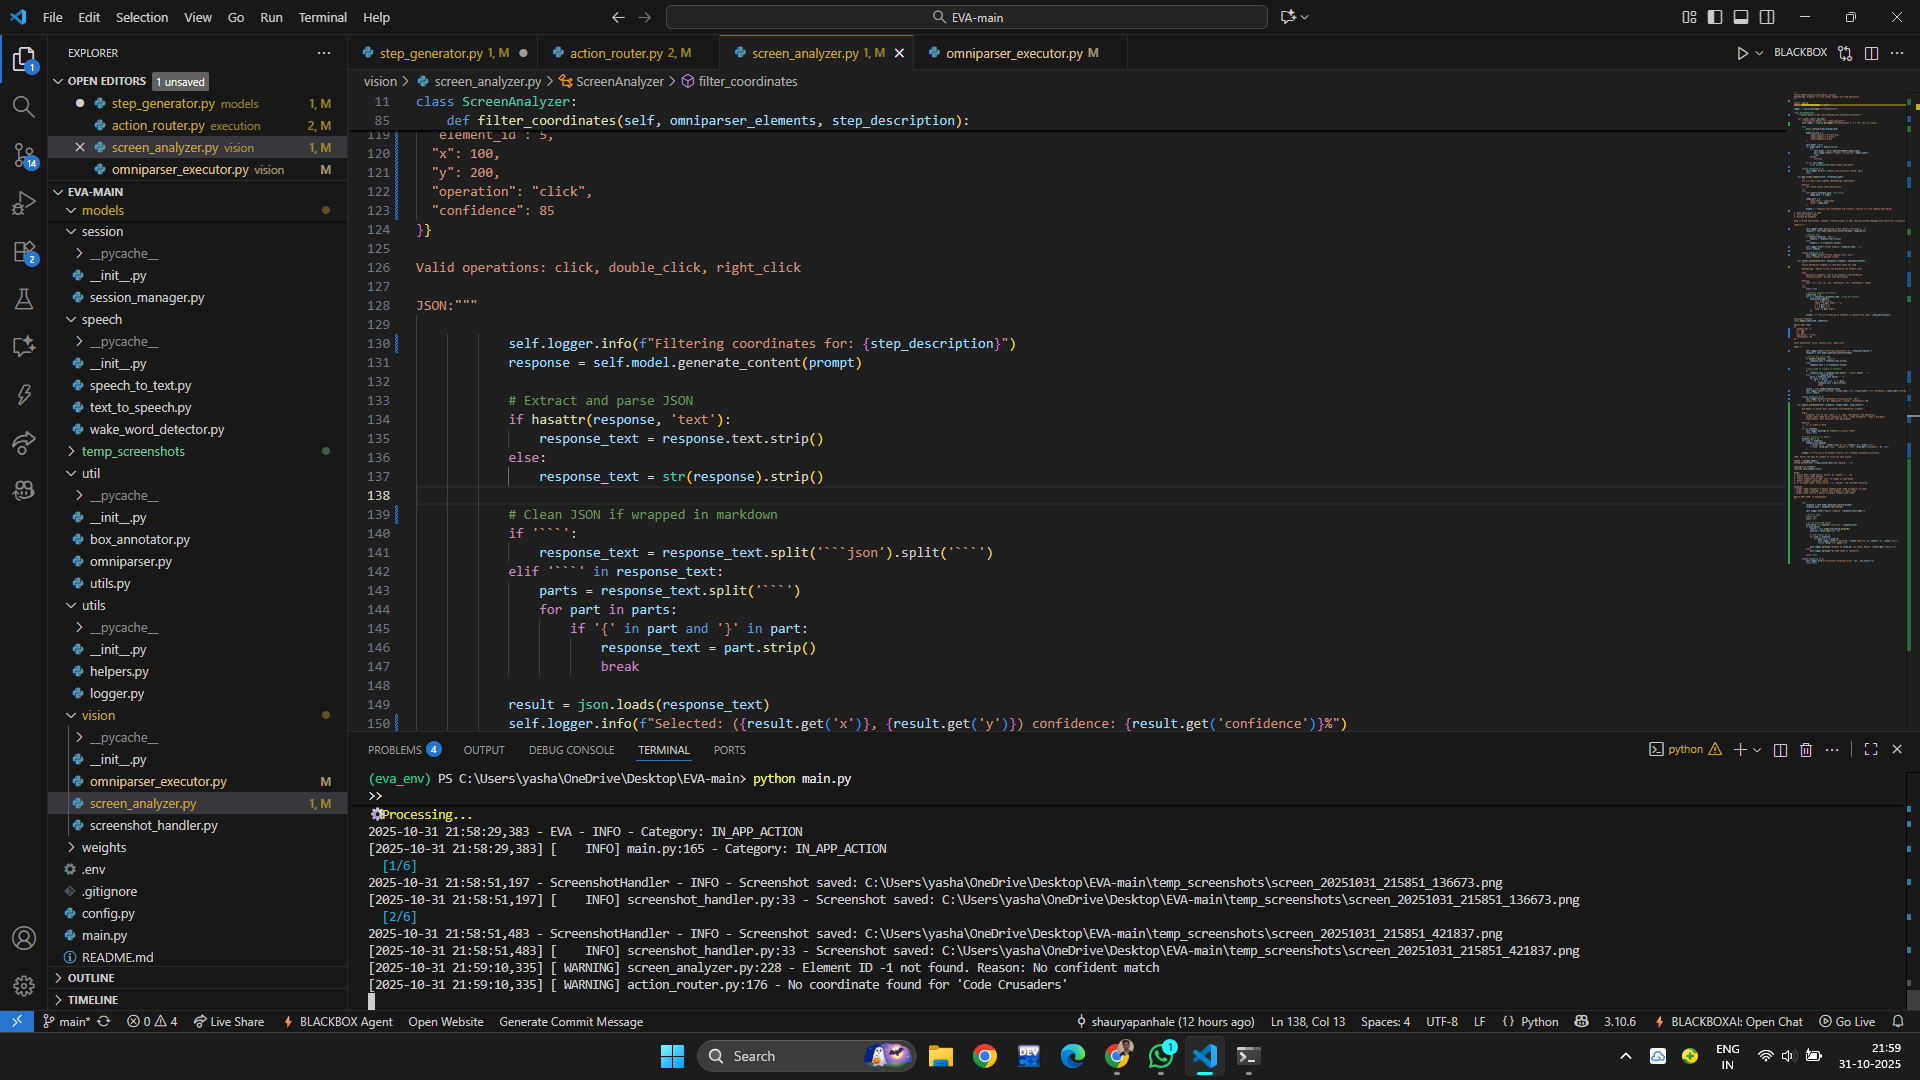 File Edit Selection View Go Run Terminal Help
EVA-main
EXPLORER
OPEN EDITORS 1 unsaved
step_generator.py models 1, M
action_router.py execution 2, M
screen_analyzer.py vision 1, M
omniparser_executor.py vision M
EVA-MAIN
models
session
__pycache__
__init__.py
session_manager.py
speech
__pycache__
__init__.py
speech_to_text.py
text_to_speech.py
wake_word_detector.py
temp_screenshots
util
__pycache__
__init__.py
box_annotator.py
omniparser.py
utils.py
utils
__pycache__
__init__.py
helpers.py
logger.py
vision
__pycache__
__init__.py
omniparser_executor.py M
screen_analyzer.py 1, M
screenshot_handler.py
weights
.env
.gitignore
config.py
main.py
README.md
OUTLINE
TIMELINE
1
14
2
step_generator.py 1, M
action_router.py 2, M
screen_analyzer.py 1, M
omniparser_executor.py M
BLACKBOX
vision > screen_analyzer.py > ScreenAnalyzer > filter_coordinates
11 class ScreenAnalyzer:
85 def filter_coordinates(self, omniparser_elements, step_description):
119 "element_id": 5,
120 "x": 100,
121 "y": 200,
122 "operation": "click",
123 "confidence": 85
124 }}
125
126 Valid operations: click, double_click, right_click
127
128 JSON:"""
129
130 self.logger.info(f"Filtering coordinates for: {step_description}")
131 response = self.model.generate_content(prompt)
132
133 # Extract and parse JSON
134 if hasattr(response, 'text'):
135 response_text = response.text.strip()
136 else:
137 response_text = str(response).strip()
138
139 # Clean JSON if wrapped in markdown
140 if '```':
141 response_text = response_text.split('```json').split('```')
142 elif '```' in response_text:
143 parts = response_text.split('```')
144 for part in parts:
145 if '{' in part and '}' in part:
146 response_text = part.strip()
147 break
148
149 result = json.loads(response_text)
150 self.logger.info(f"Selected: ({result.get('x')}, {result.get('y')}) confidence: {result.get('confidence')}%")
PROBLEMS 4 OUTPUT DEBUG CONSOLE TERMINAL PORTS
python
(eva_env) PS C:\Users\yasha\OneDrive\Desktop\EVA-main> python main.py
>>
Processing...
2025-10-31 21:58:29,383 - EVA - INFO - Category: IN_APP_ACTION
[2025-10-31 21:58:29,383] [    INFO] main.py:165 - Category: IN_APP_ACTION
[1/6]
2025-10-31 21:58:51,197 - ScreenshotHandler - INFO - Screenshot saved: C:\Users\yasha\OneDrive\Desktop\EVA-main\temp_screenshots\screen_20251031_215851_136673.png
[2025-10-31 21:58:51,197] [    INFO] screenshot_handler.py:33 - Screenshot saved: C:\Users\yasha\OneDrive\Desktop\EVA-main\temp_screenshots\screen_20251031_215851_136673.png
[2/6]
2025-10-31 21:58:51,483 - ScreenshotHandler - INFO - Screenshot saved: C:\Users\yasha\OneDrive\Desktop\EVA-main\temp_screenshots\screen_20251031_215851_421837.png
[2025-10-31 21:58:51,483] [    INFO] screenshot_handler.py:33 - Screenshot saved: C:\Users\yasha\OneDrive\Desktop\EVA-main\temp_screenshots\screen_20251031_215851_421837.png
[2025-10-31 21:59:10,335] [ WARNING] screen_analyzer.py:228 - Element ID -1 not found. Reason: No confident match
[2025-10-31 21:59:10,335] [ WARNING] action_router.py:176 - No coordinate found for 'Code Crusaders'
main* 0 4 Live Share BLACKBOX Agent Open Website Generate Commit Message shauryapanhale (12 hours ago) Ln 138, Col 13 Spaces: 4 UTF-8 LF {} Python 3.10.6 BLACKBOXAI: Open Chat Go Live
Search
DEV
1
ENG
IN
21:59
31-10-2025